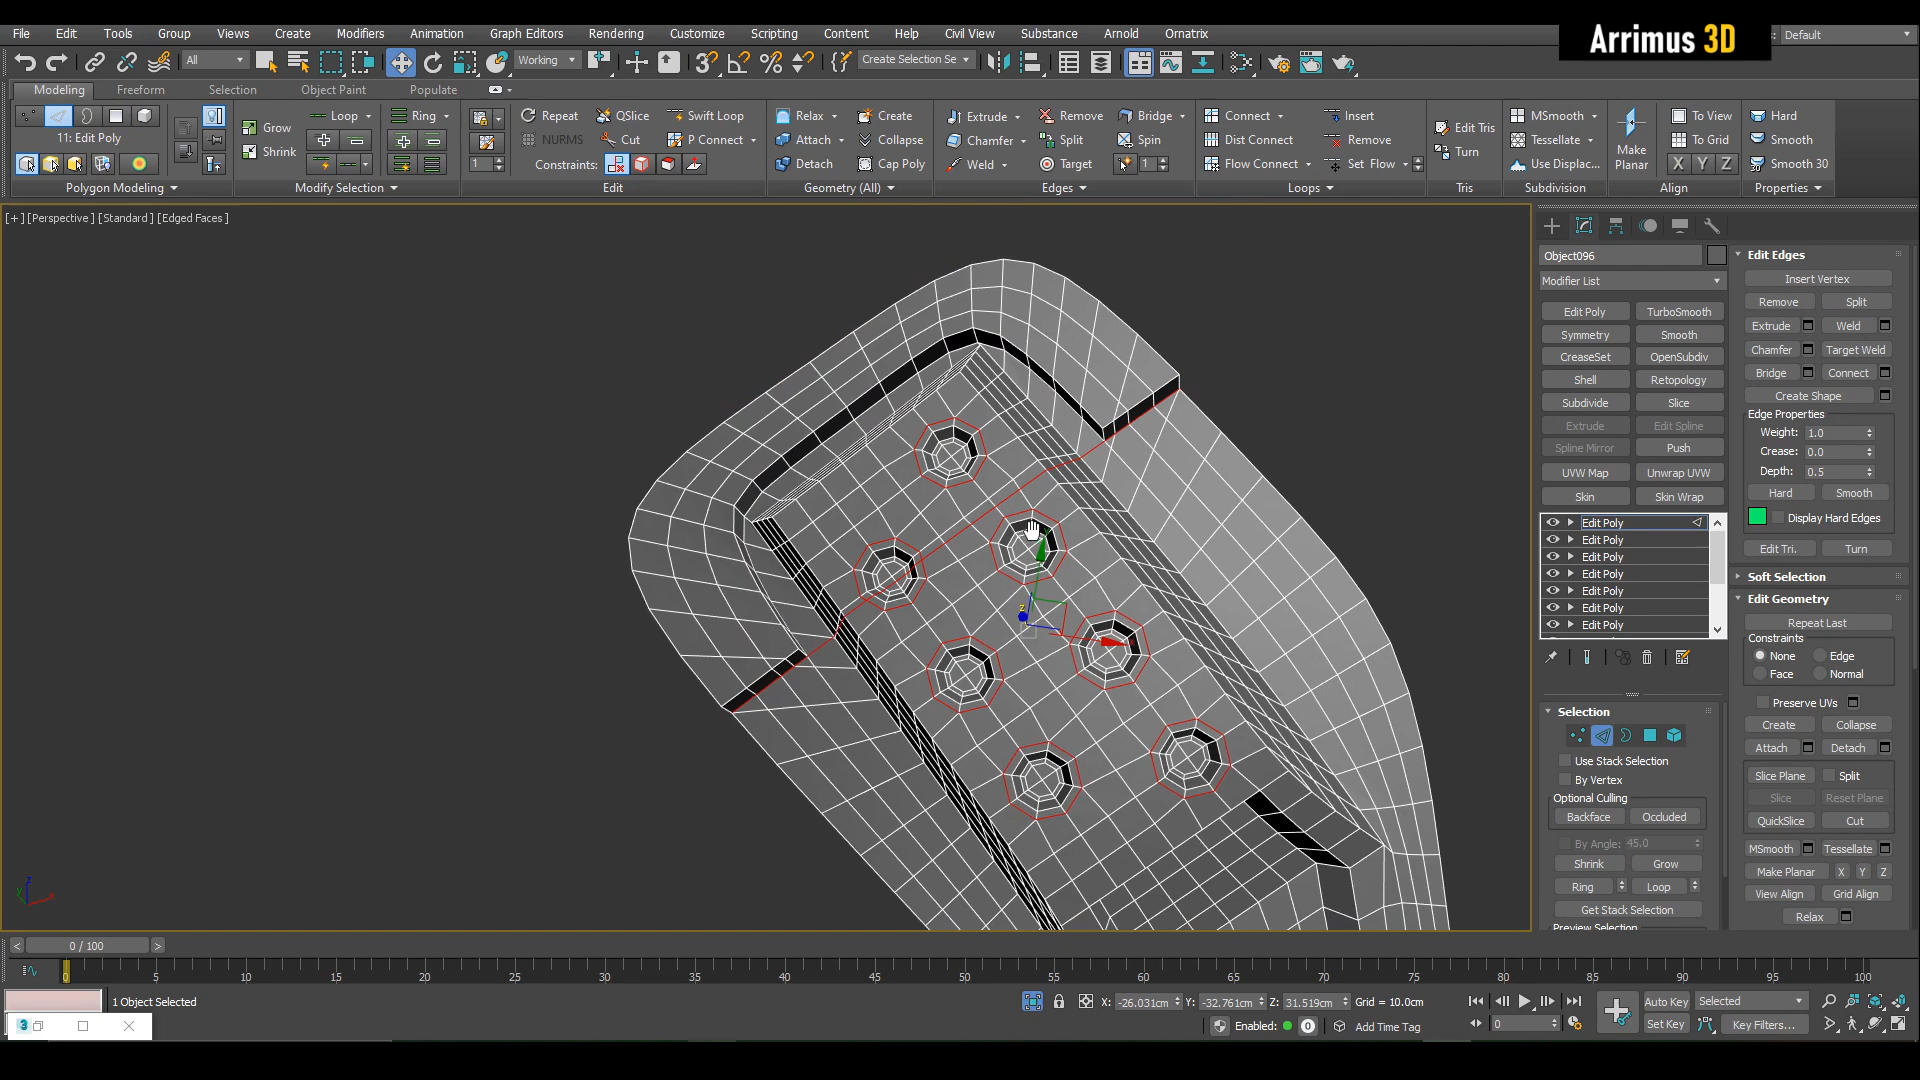 File Edit Tools Group Views Create Modifiers Animation Graph Editors Rendering Customize Scripting Content Help Civil View Substance Arnold Ornatrix
Arrimus 3D
: Default
All Working Create Selection Se
Modeling Freeform Selection Object Paint Populate
11: Edit Poly
Grow
Shrink
Loop Ring
Repeat QSlice Swift Loop
NURMS Cut P Connect
1 Constraints:
Relax Create
Attach Collapse
Detach Cap Poly
Extrude Remove Bridge
Chamfer Split Spin
Weld Target 1
Connect Insert
Dist Connect Remove
Flow Connect Set Flow
Edit Tris
Turn
MSmooth
Tessellate
Use Displac...
Make
Planar
To View
To Grid
X Y Z
Hard
Smooth
Smooth 30
Polygon Modeling Modify Selection Edit Geometry (All) Edges Loops Tris Subdivision Align Properties
[+] [Perspective ] [Standard ] [Edged Faces ]
z
z
x
y
Object096
Modifier List
Edit Poly TurboSmooth
Symmetry Smooth
CreaseSet OpenSubdiv
Shell Retopology
Subdivide Slice
Extrude Edit Spline
Spline Mirror Push
UVW Map Unwrap UVW
Skin Skin Wrap
Edit Poly
Edit Poly
Edit Poly
Edit Poly
Edit Poly
Edit Poly
Edit Poly
Selection
Use Stack Selection
By Vertex
Optional Culling
Backface Occluded
By Angle: 45.0
Shrink Grow
Ring Loop
Get Stack Selection
Preview Selection
Edit Edges
Insert Vertex
Remove Split
Extrude Weld
Chamfer Target Weld
Bridge Connect
Create Shape
Edge Properties
Weight: 1.0
Crease: 0.0
Depth: 0.5
Hard Smooth
Display Hard Edges
Edit Tri. Turn
Soft Selection
Edit Geometry
Repeat Last
Constraints
None Edge
Face Normal
Preserve UVs
Create Collapse
Attach Detach
Slice Plane Split
Slice Reset Plane
QuickSlice Cut
MSmooth Tessellate
Make Planar X Y Z
View Align Grid Align
Relax
< 0 / 100 >
0 5 10 15 20 25 30 35 40 45 50 55 60 65 70 75 80 85 90 95 100
1 Object Selected
X: -26.031cm Y: -32.761cm Z: 31.519cm Grid = 10.0cm
Enabled: 0 Add Time Tag
0
Auto Key Selected
Set Key Key Filters...
3